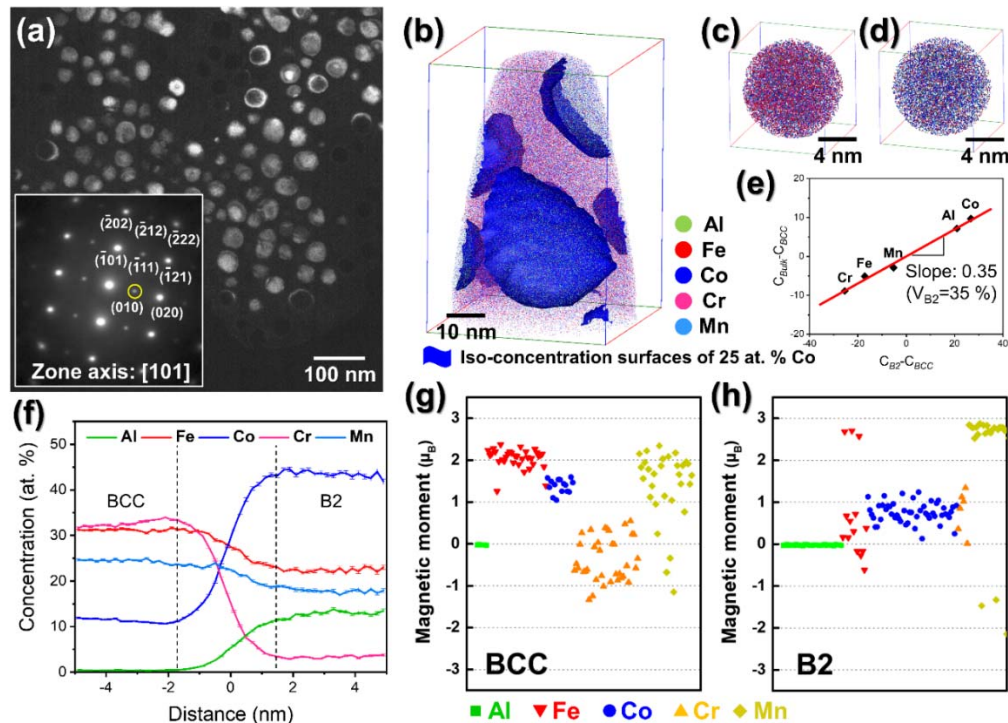 (a)
(2̄02) (2̄12) (2̄22)
(1̄01) (1̄11) (1̄21)
(010) (020)
Zone axis: [101]
100 nm
(b)
10 nm
Al
Fe
Co
Cr
Mn
Iso-concentration surfaces of 25 at. % Co
(c)
4 nm
(d)
4 nm
(e)
C_Bulk-C_BCC
20
10
0
-10
-20
Cr
Fe
Mn
Al
Co
Slope: 0.35
(V_B2=35 %)
-40 -20 0 20 40
C_B2-C_BCC
(f)
Concentration (at. %)
50
40
30
20
10
0
Al Fe Co Cr Mn
BCC B2
-4 -2 0 2 4
Distance (nm)
(g)
Magnetic moment (μB)
3
2
1
0
-1
-2
-3
BCC
(h)
Magnetic moment (μB)
3
2
1
0
-1
-2
-3
B2
Al Fe Co Cr Mn